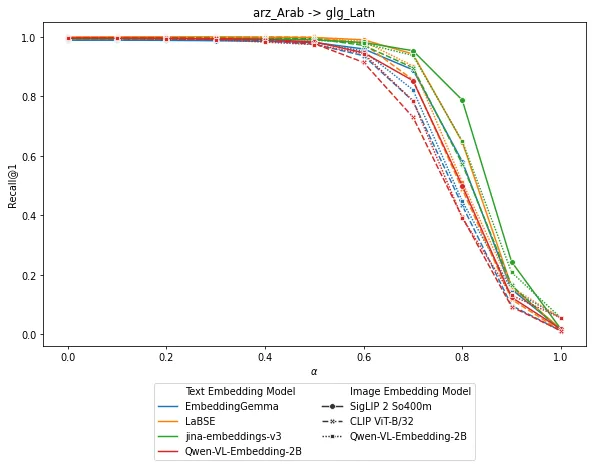 arz_Arab -> glg_Latn
Recall@1
1.0
0.8
0.6
0.4
0.2
0.0
0.0 0.2 0.4 0.6 0.8 1.0
α
Text Embedding Model Image Embedding Model
EmbeddingGemma SigLIP 2 So400m
LaBSE CLIP ViT-B/32
jina-embeddings-v3 Qwen-VL-Embedding-2B
Qwen-VL-Embedding-2B